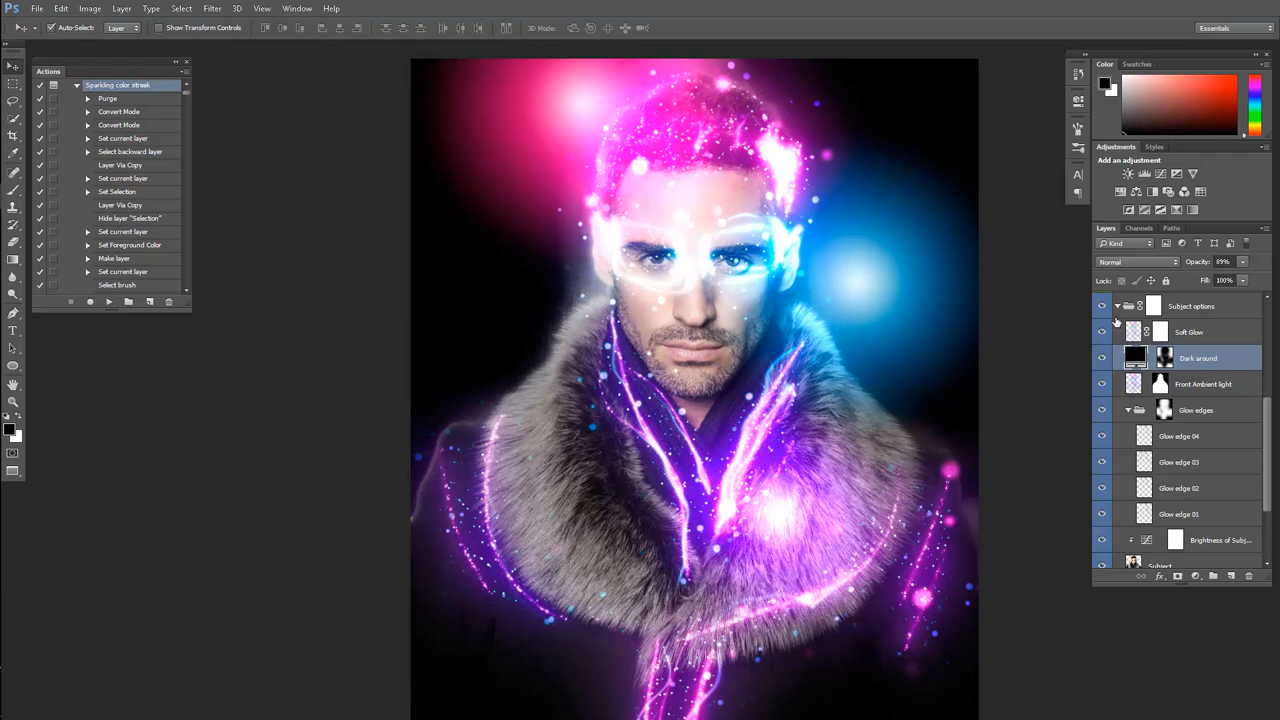 Ps File Edit Image Layer Type Select Filter 3D View Window Help
Auto-Select: Layer Show Transform Controls 3D Mode: Essentials
Actions
Sparkling color streak
Purge
Convert Mode
Convert Mode
Set current layer
Select backward layer
Layer Via Copy
Set current layer
Set Selection
Layer Via Copy
Hide layer "Selection"
Set current layer
Set Foreground Color
Make layer
Set current layer
Select brush
Color Swatches
Adjustments Styles
Add an adjustment
Layers Channels Paths
Kind
Normal Opacity: 89%
Lock: Fill: 100%
Subject options
Soft Glow
Dark around
Front Ambient light
Glow edges
Glow edge 04
Glow edge 03
Glow edge 02
Glow edge 01
Brightness of Subj...
Subject